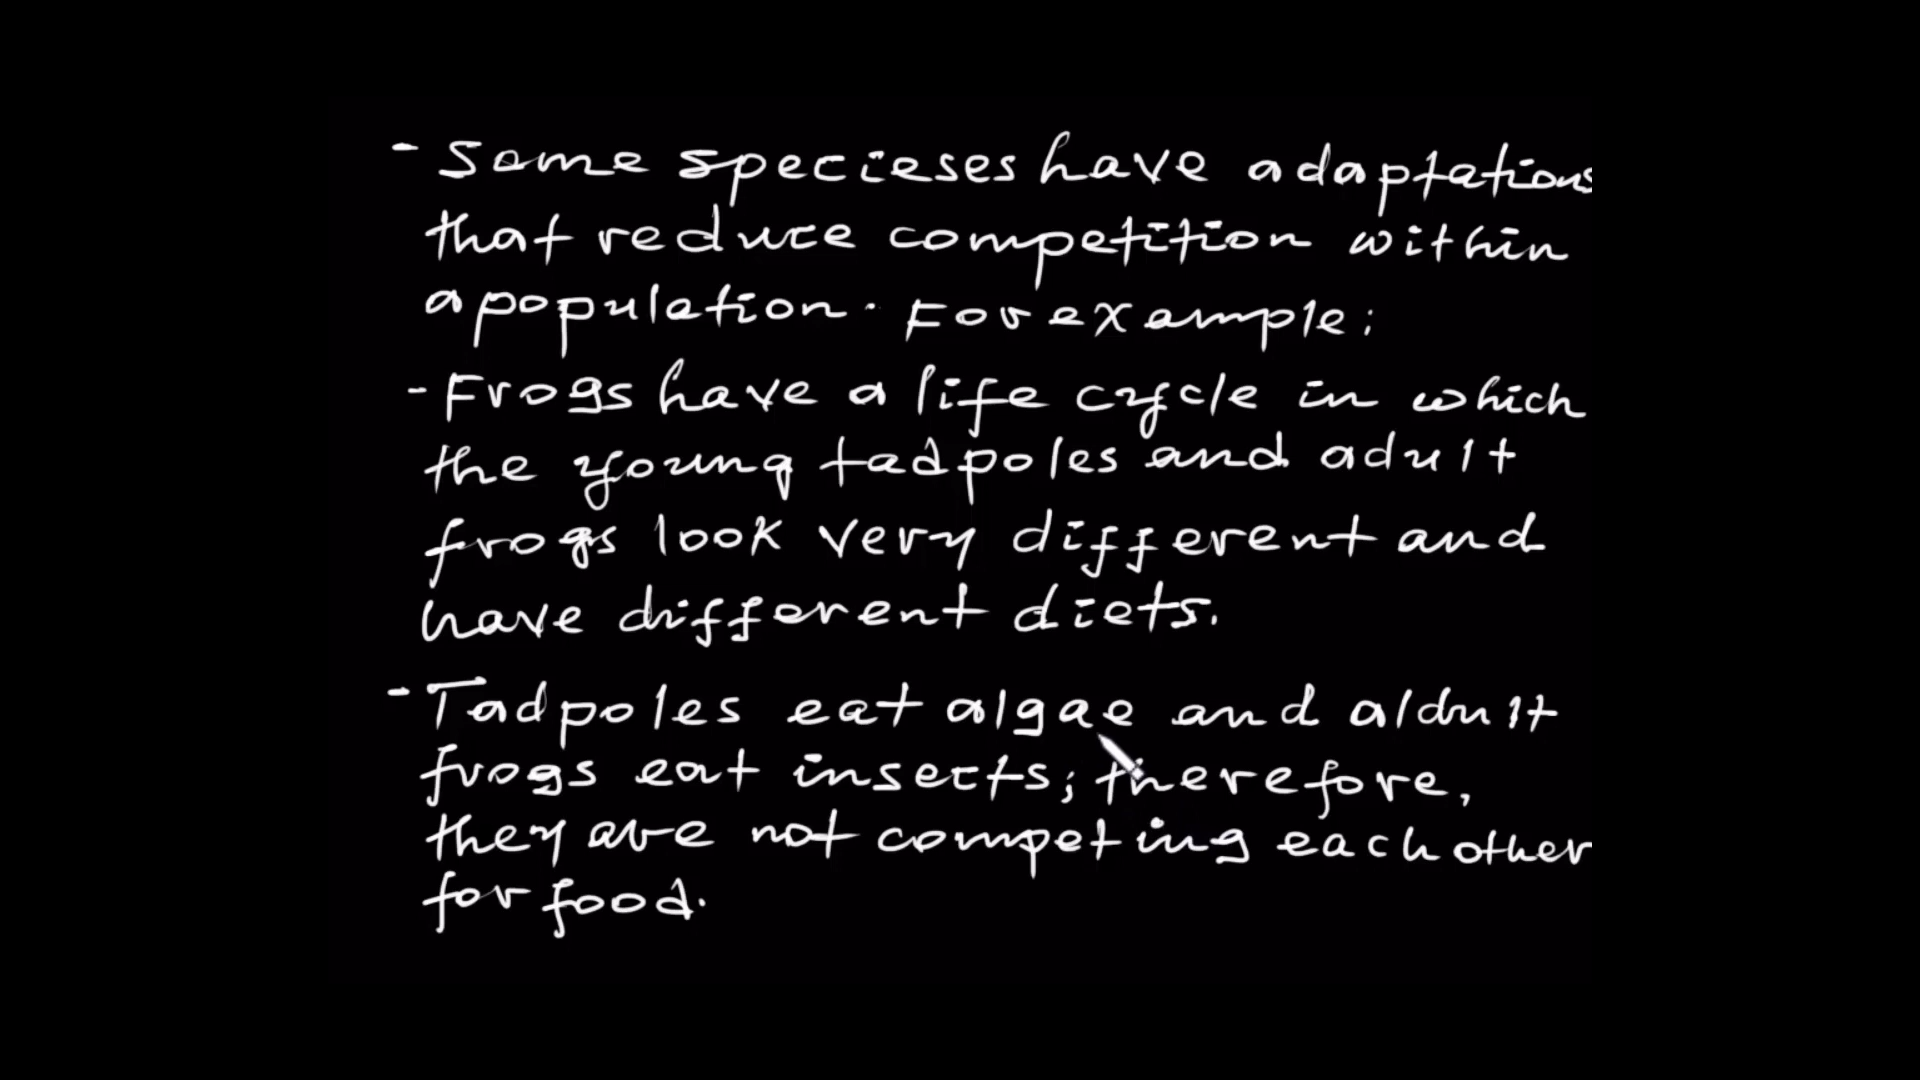 - Some specieses have adaptations
that reduce competition within
a population. For example:
- Frogs have a life cycle in which
the young tadpoles and adult
frogs look very different and
have different diets.
- Tadpoles eat algae and aldult
frogs eat insects; therefore,
they are not competing each other
for food.